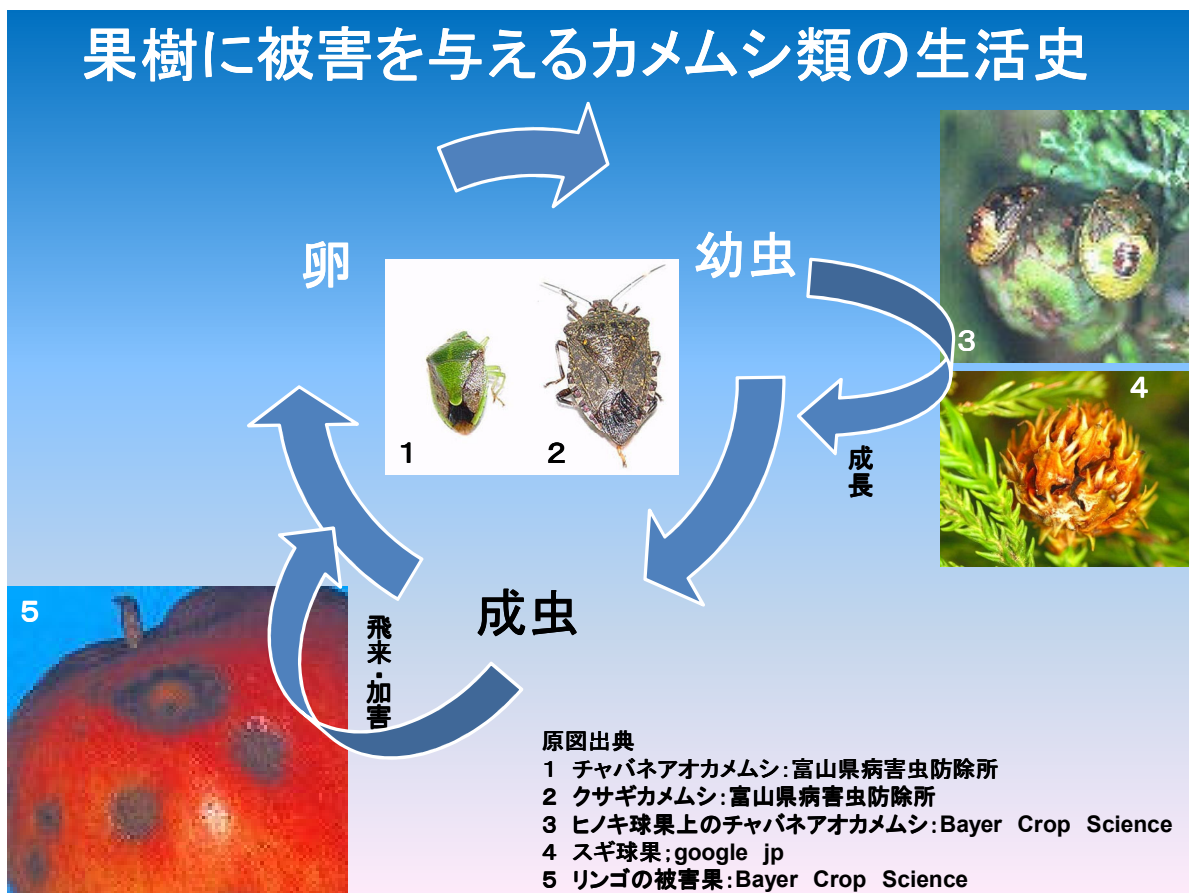 果樹に被害を与えるカメムシ類の生活史
卵
幼虫
1
2
3
4
成長
成虫
5
飛来・加害
原図出典
1 チャバネアオカメムシ:富山県病害虫防除所
2 クサギカメムシ:富山県病害虫防除所
3 ヒノキ球果上のチャバネアオカメムシ:Bayer Crop Science
4 スギ球果;google jp
5 リンゴの被害果:Bayer Crop Science